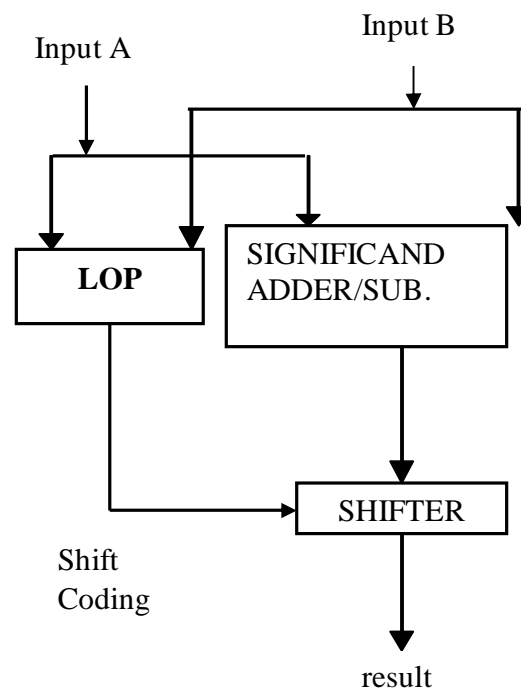 Input B
Input A
LOP
SIGNIFICAND
ADDER/SUB.
SHIFTER
Shift
Coding
result